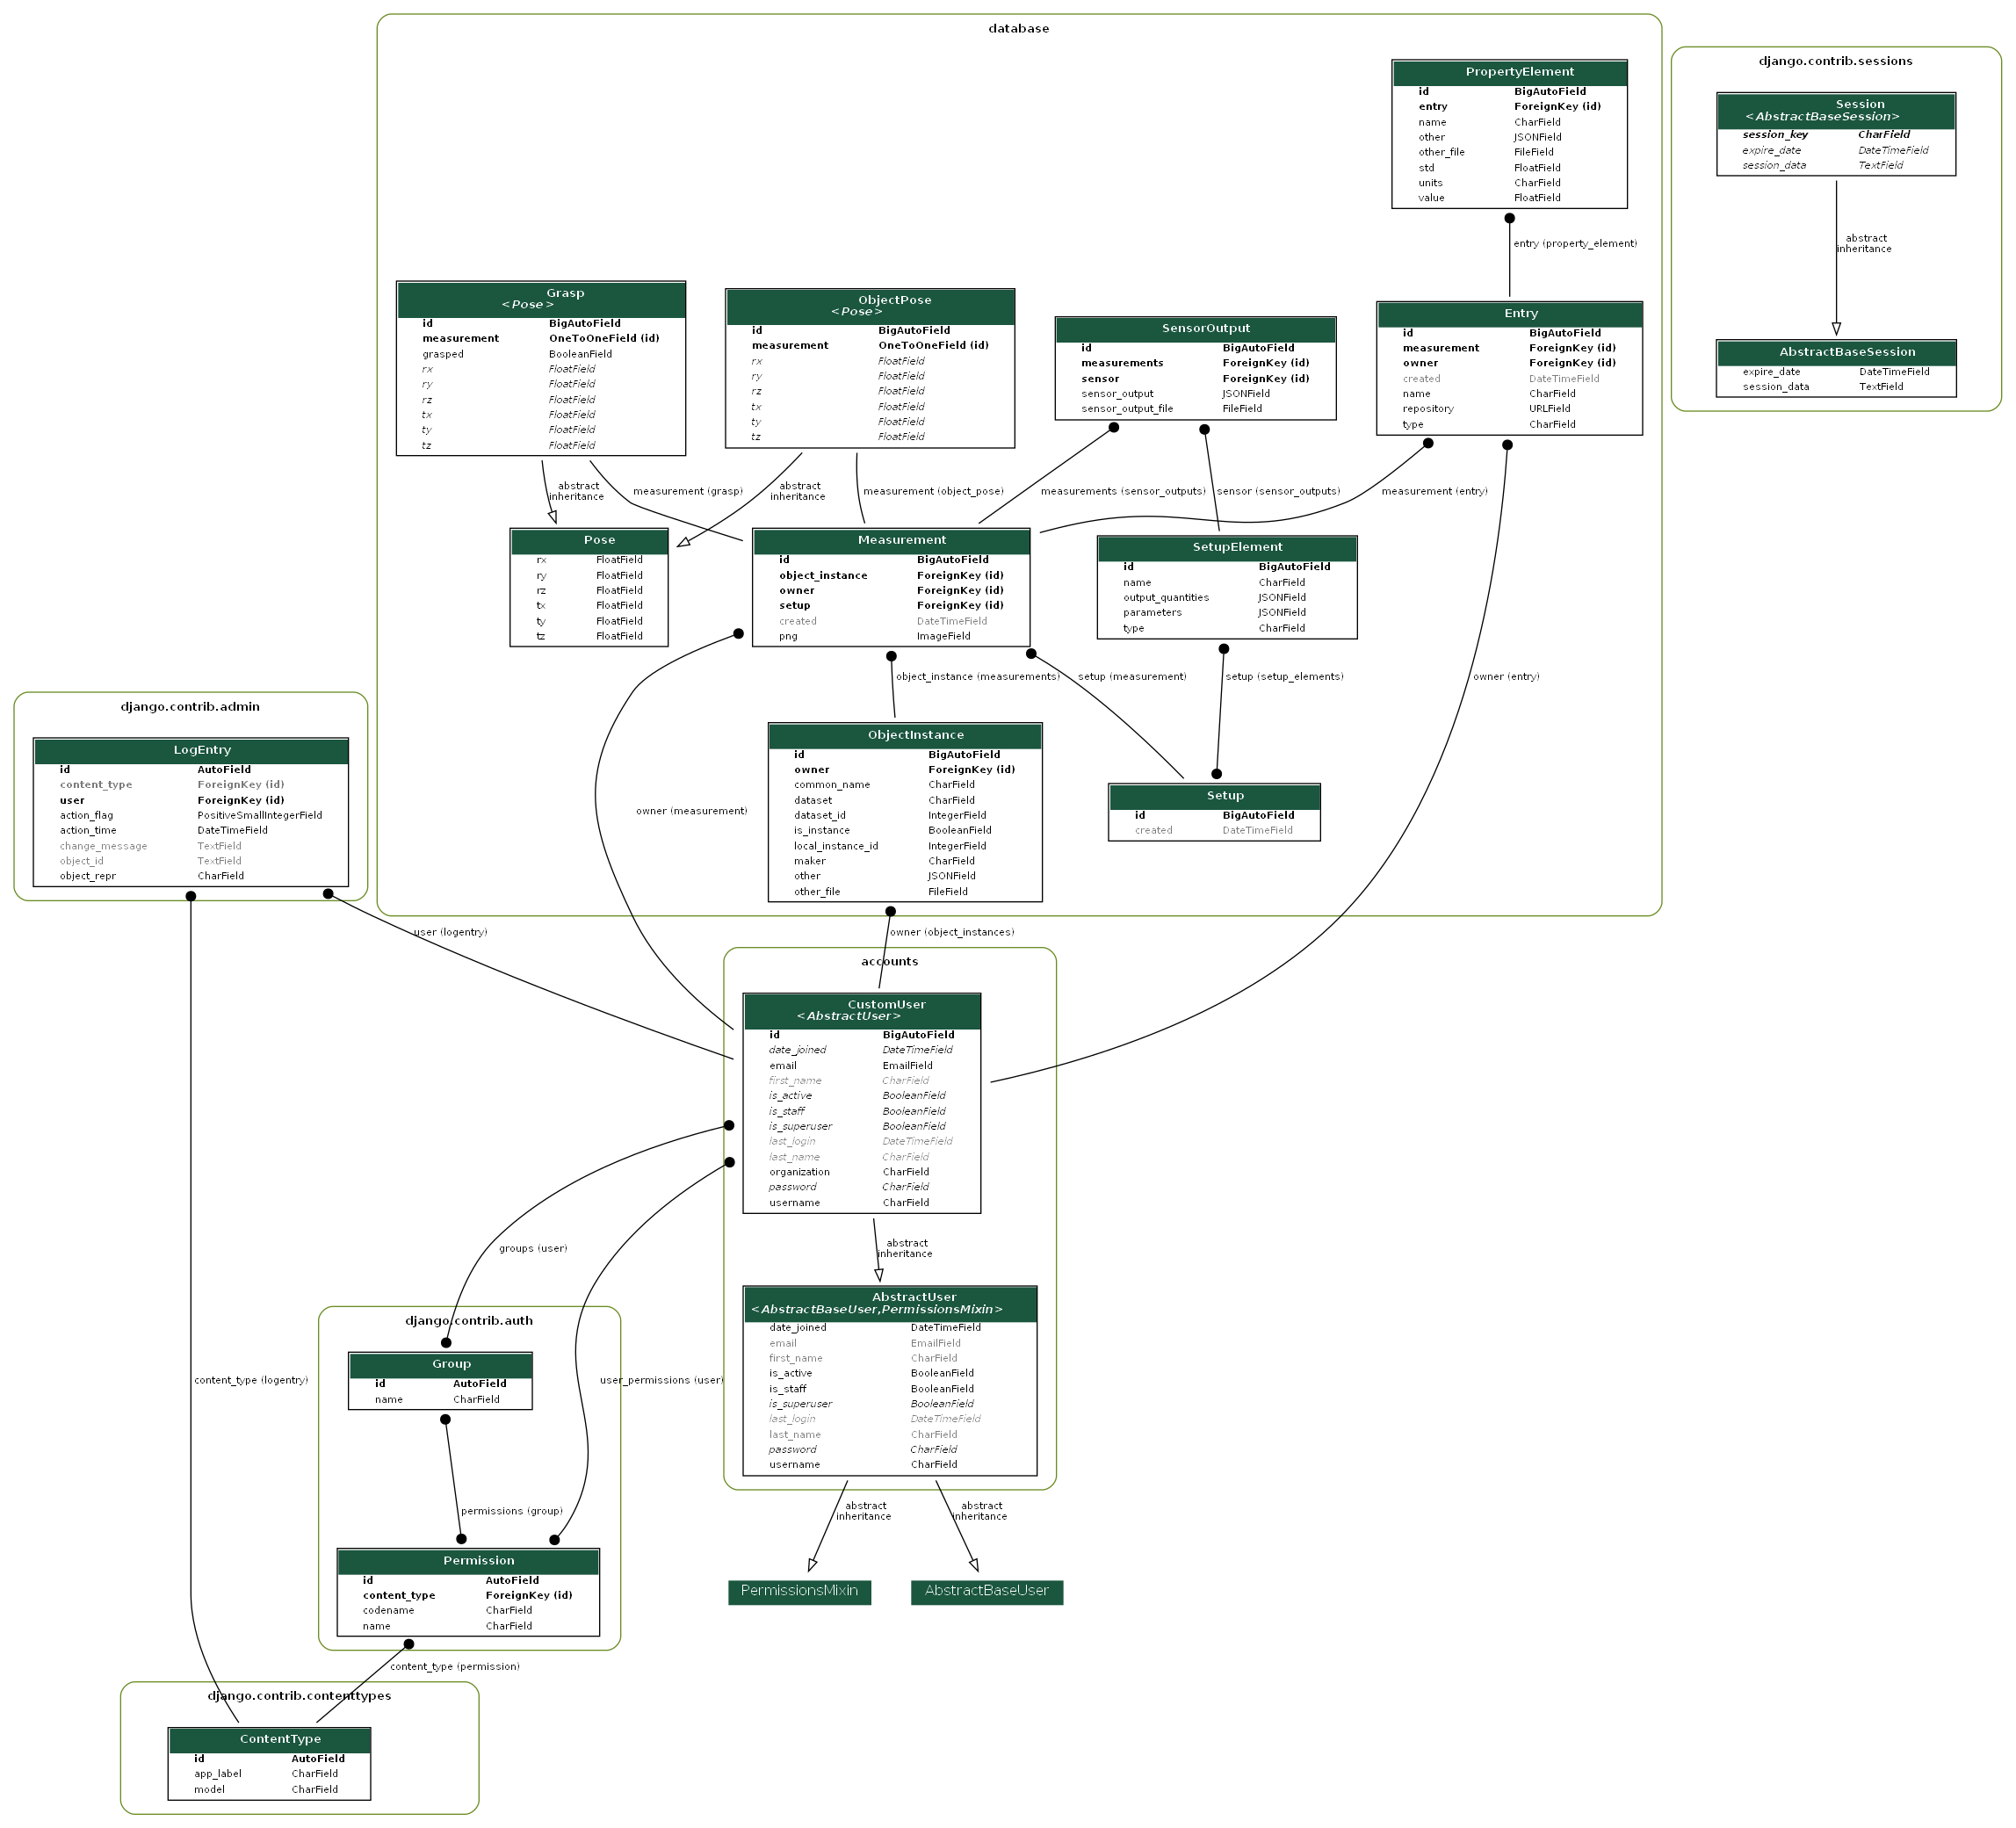 database
PropertyElement
id BigAutoField
entry ForeignKey (id)
name CharField
other JSONField
other_file FileField
std FloatField
units CharField
value FloatField
entry (property_element)
django.contrib.sessions
Session
<AbstractBaseSession>
session_key CharField
expire_date DateTimeField
session_data TextField
abstract
inheritance
AbstractBaseSession
expire_date DateTimeField
session_data TextField
Grasp
<Pose>
id BigAutoField
measurement OneToOneField (id)
grasped BooleanField
rx FloatField
ry FloatField
rz FloatField
tx FloatField
ty FloatField
tz FloatField
ObjectPose
<Pose>
id BigAutoField
measurement OneToOneField (id)
rx FloatField
ry FloatField
rz FloatField
tx FloatField
ty FloatField
tz FloatField
SensorOutput
id BigAutoField
measurements ForeignKey (id)
sensor ForeignKey (id)
sensor_output JSONField
sensor_output_file FileField
Entry
id BigAutoField
measurement ForeignKey (id)
owner ForeignKey (id)
created DateTimeField
name CharField
repository URLField
type CharField
abstract
inheritance
measurement (grasp)
abstract
inheritance
measurement (object_pose)
measurements (sensor_outputs)
sensor (sensor_outputs)
measurement (entry)
Pose
rx FloatField
ry FloatField
rz FloatField
tx FloatField
ty FloatField
tz FloatField
Measurement
id BigAutoField
object_instance ForeignKey (id)
owner ForeignKey (id)
setup ForeignKey (id)
created DateTimeField
png ImageField
SetupElement
id BigAutoField
name CharField
output_quantities JSONField
parameters JSONField
type CharField
object_instance (measurements)
setup (measurement)
setup (setup_elements)
owner (entry)
django.contrib.admin
LogEntry
id AutoField
content_type ForeignKey (id)
user ForeignKey (id)
action_flag PositiveSmallIntegerField
action_time DateTimeField
change_message TextField
object_id TextField
object_repr CharField
owner (measurement)
ObjectInstance
id BigAutoField
owner ForeignKey (id)
common_name CharField
dataset CharField
dataset_id IntegerField
is_instance BooleanField
local_instance_id IntegerField
maker CharField
other JSONField
other_file FileField
Setup
id BigAutoField
created DateTimeField
user (logentry)
owner (object_instances)
accounts
CustomUser
<AbstractUser>
id BigAutoField
date_joined DateTimeField
email EmailField
first_name CharField
is_active BooleanField
is_staff BooleanField
is_superuser BooleanField
last_login DateTimeField
last_name CharField
organization CharField
password CharField
username CharField
groups (user)
abstract
inheritance
AbstractUser
<AbstractBaseUser,PermissionsMixin>
date_joined DateTimeField
email EmailField
first_name CharField
is_active BooleanField
is_staff BooleanField
is_superuser BooleanField
last_login DateTimeField
last_name CharField
password CharField
username CharField
django.contrib.auth
Group
id AutoField
name CharField
content_type (logentry)
user_permissions (user)
permissions (group)
abstract
inheritance
abstract
inheritance
Permission
id AutoField
content_type ForeignKey (id)
codename CharField
name CharField
PermissionsMixin
AbstractBaseUser
content_type (permission)
django.contrib.contenttypes
ContentType
id AutoField
app_label CharField
model CharField